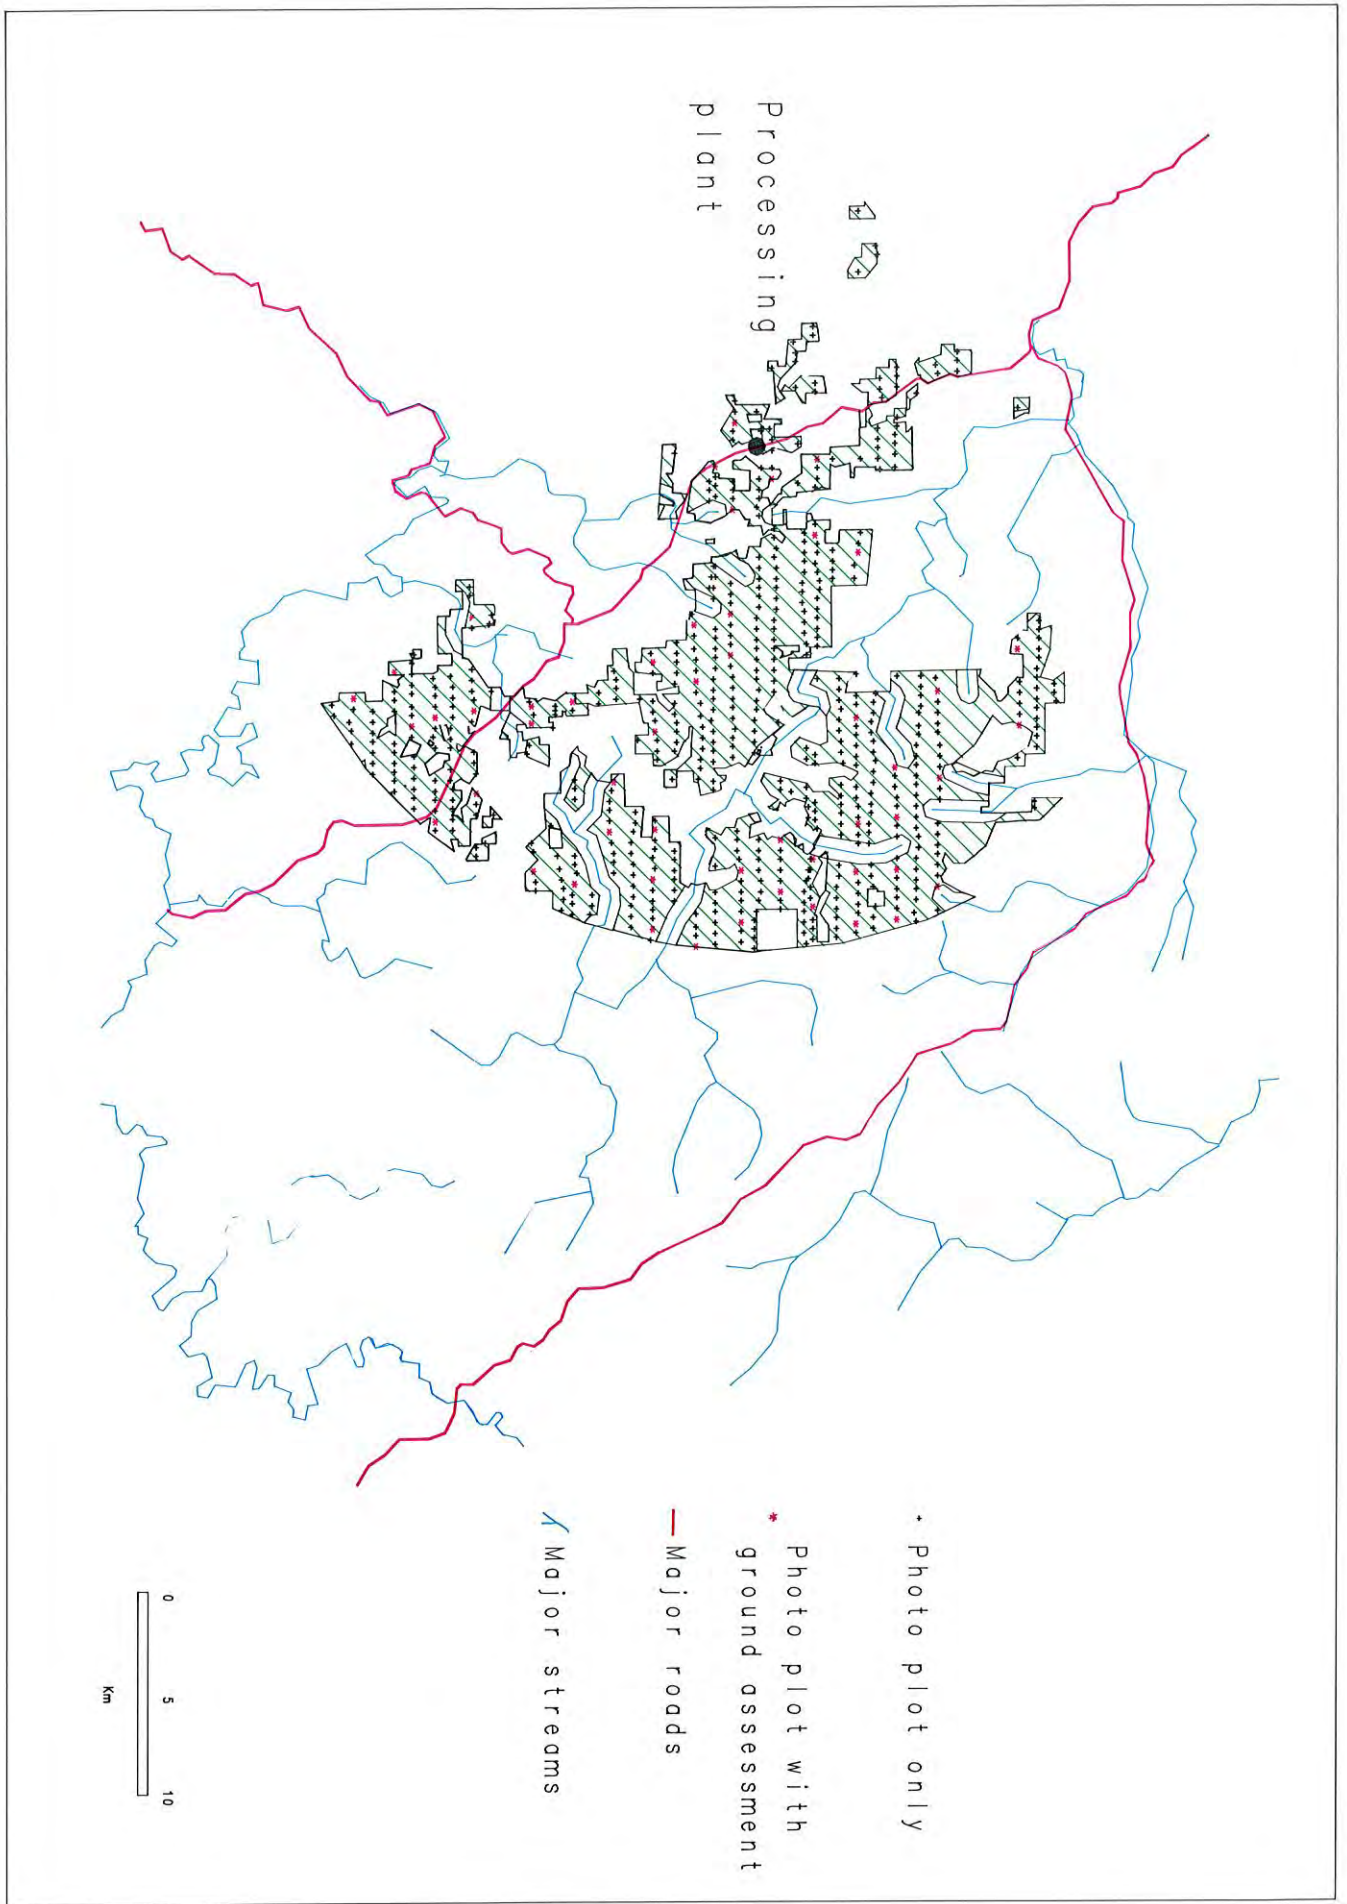 Processing
plant
+ Photo plot only
* Photo plot with
ground assessment
Major roads
Major streams
0 5 10
Km